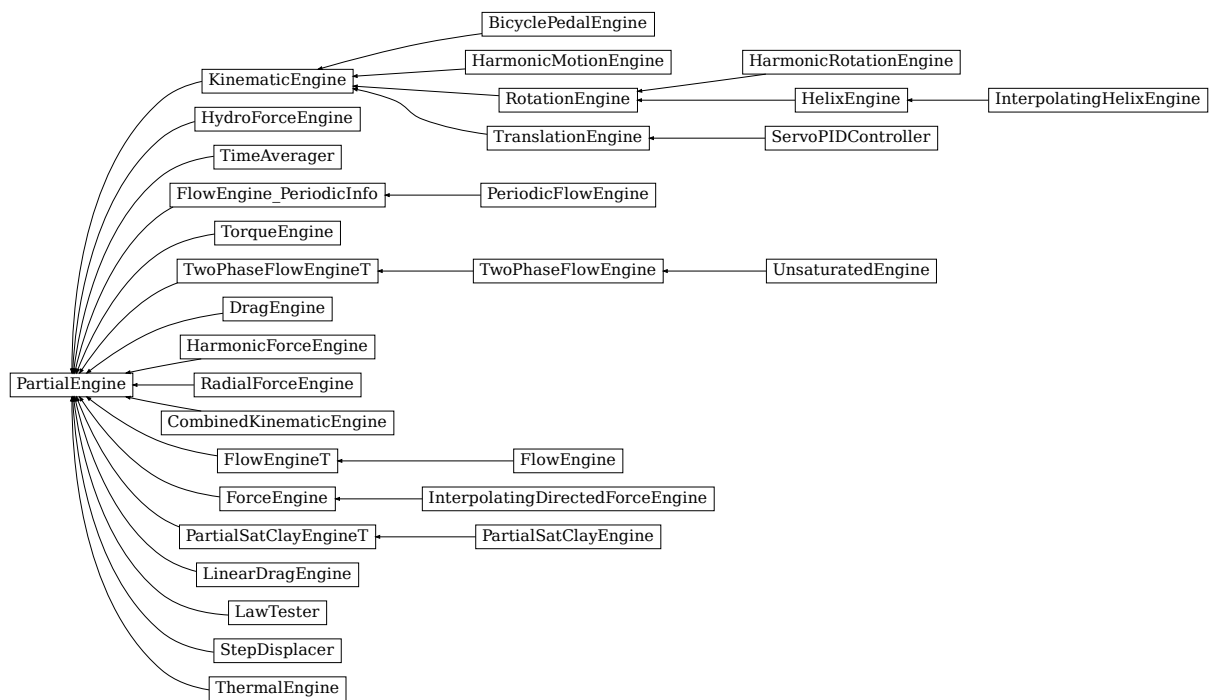 BicyclePedalEngine
HarmonicMotionEngine
HarmonicRotationEngine
KinematicEngine
RotationEngine
HelixEngine
InterpolatingHelixEngine
HydroForceEngine
TranslationEngine
ServoPIDController
TimeAverager
FlowEngine_PeriodicInfo
PeriodicFlowEngine
TorqueEngine
TwoPhaseFlowEngineT
TwoPhaseFlowEngine
UnsaturatedEngine
DragEngine
HarmonicForceEngine
PartialEngine
RadialForceEngine
CombinedKinematicEngine
FlowEngineT
FlowEngine
ForceEngine
InterpolatingDirectedForceEngine
PartialSatClayEngineT
PartialSatClayEngine
LinearDragEngine
LawTester
StepDisplacer
ThermalEngine